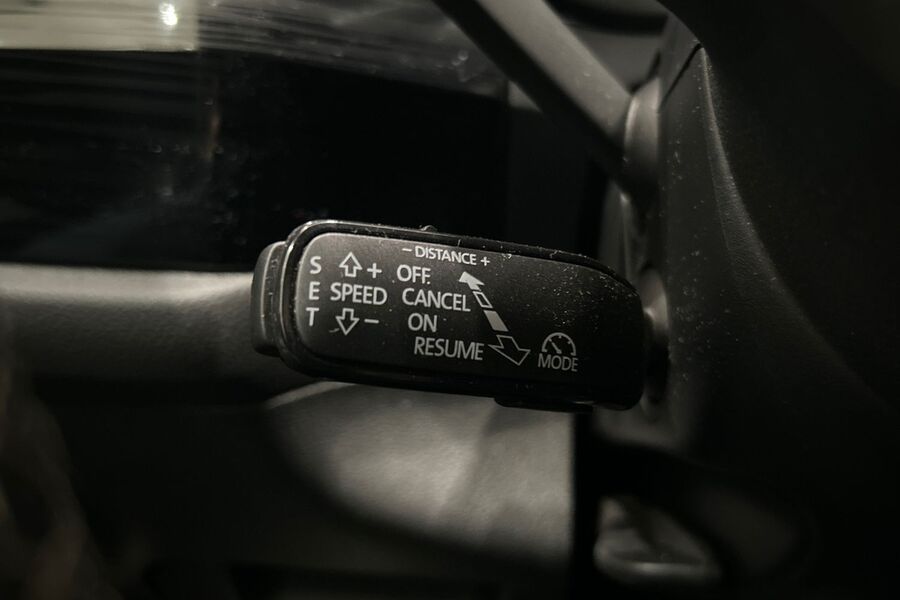 - DISTANCE +
S
E
T
+
SPEED
-
OFF
CANCEL
ON
RESUME
MODE